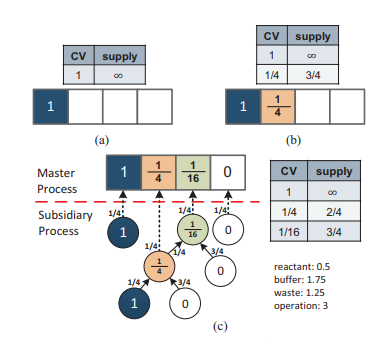 CV supply
1 ∞
1
(a)
CV supply
1 ∞
1/4 3/4
1 1/4
(b)
Master Process
1 1/4 1/16 0
Subsidiary Process
1/4 1/4 1/4
1 1/16 0
1/4 1/4 3/4
1/4 0
1/4 3/4
1 0
(c)
CV supply
1 ∞
1/4 2/4
1/16 3/4
reactant: 0.5
buffer: 1.75
waste: 1.25
operation: 3